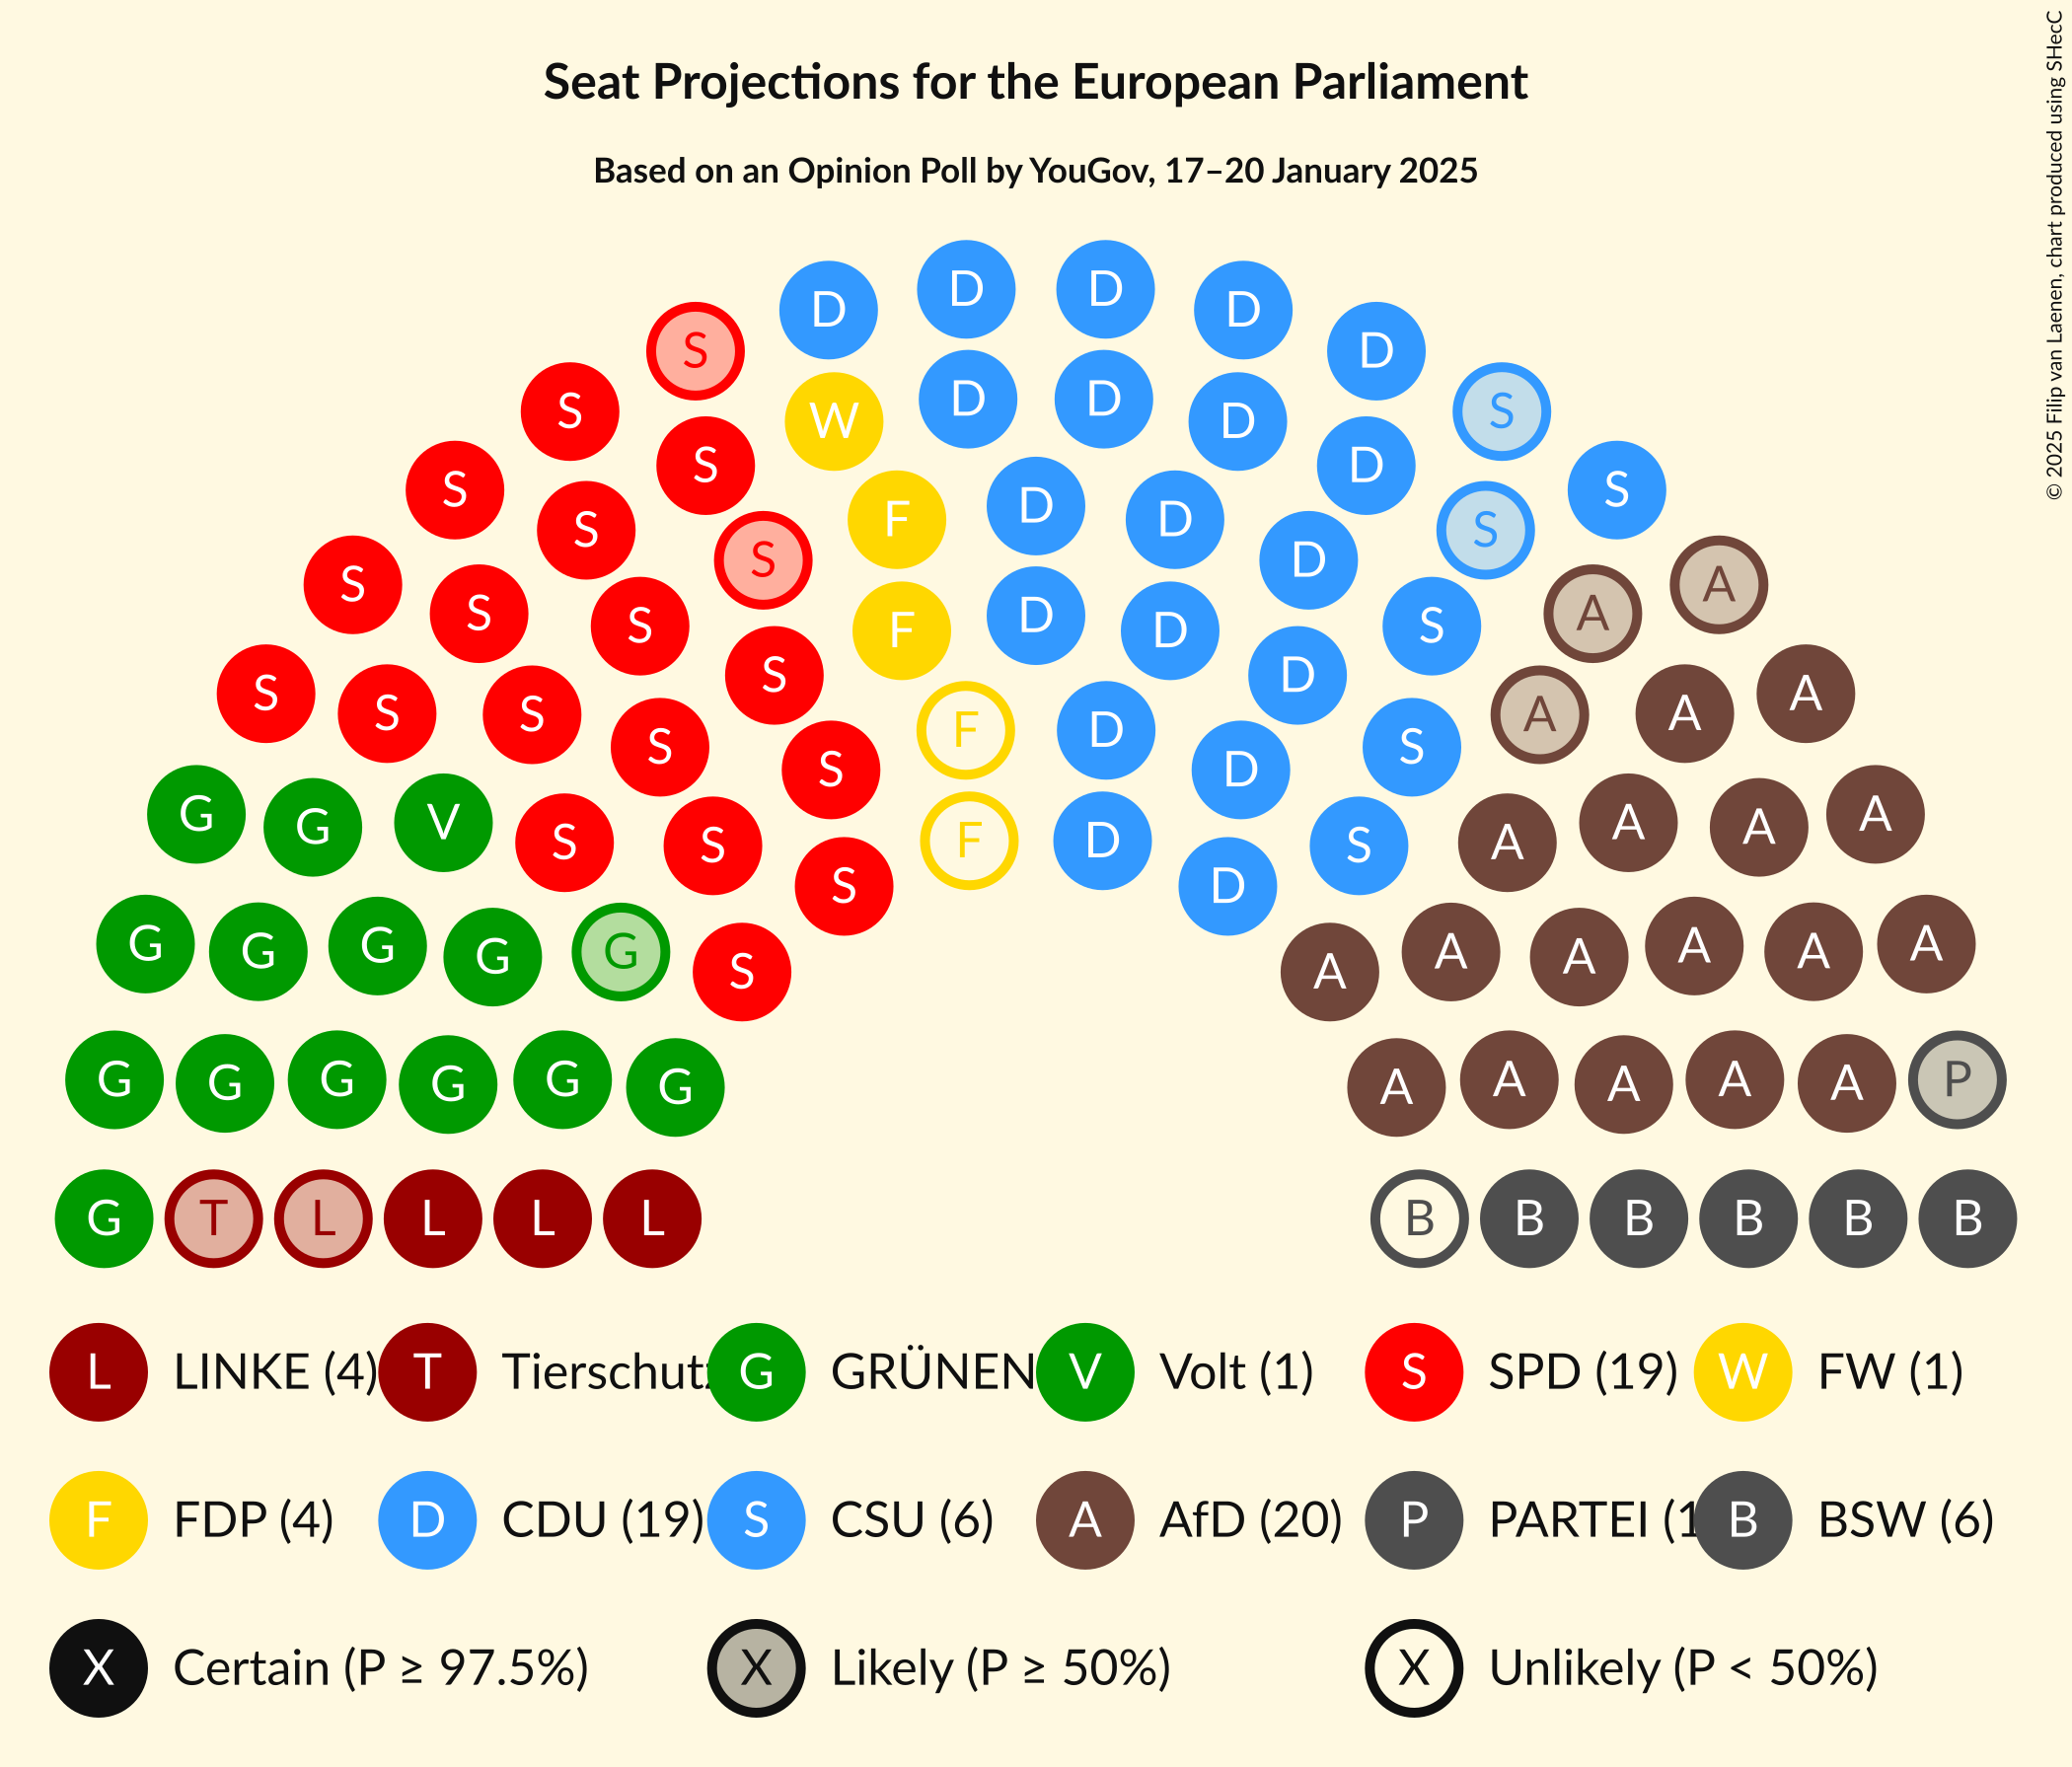 Seat Projections for the European Parliament
Based on an Opinion Poll by YouGov, 17–20 January 2025
© 2025 Filip van Laenen, chart produced using SHecC
D D D D
S D
S W D D D S
S S D S
S F D D S
S S D A
S S F D D S A
S S D A
S S S F D S A A
S D
G G V S S F D S A A A A
S D
G G G G G S A A A A A A
G G G G G G A A A A A P
G T L L L L B B B B B B
L LINKE (4) T Tierschutz G GRÜNEN V Volt (1) S SPD (19) W FW (1)
F FDP (4) D CDU (19) S CSU (6) A AfD (20) P PARTEI (1 B BSW (6)
X Certain (P ≥ 97.5%) X Likely (P ≥ 50%) X Unlikely (P < 50%)